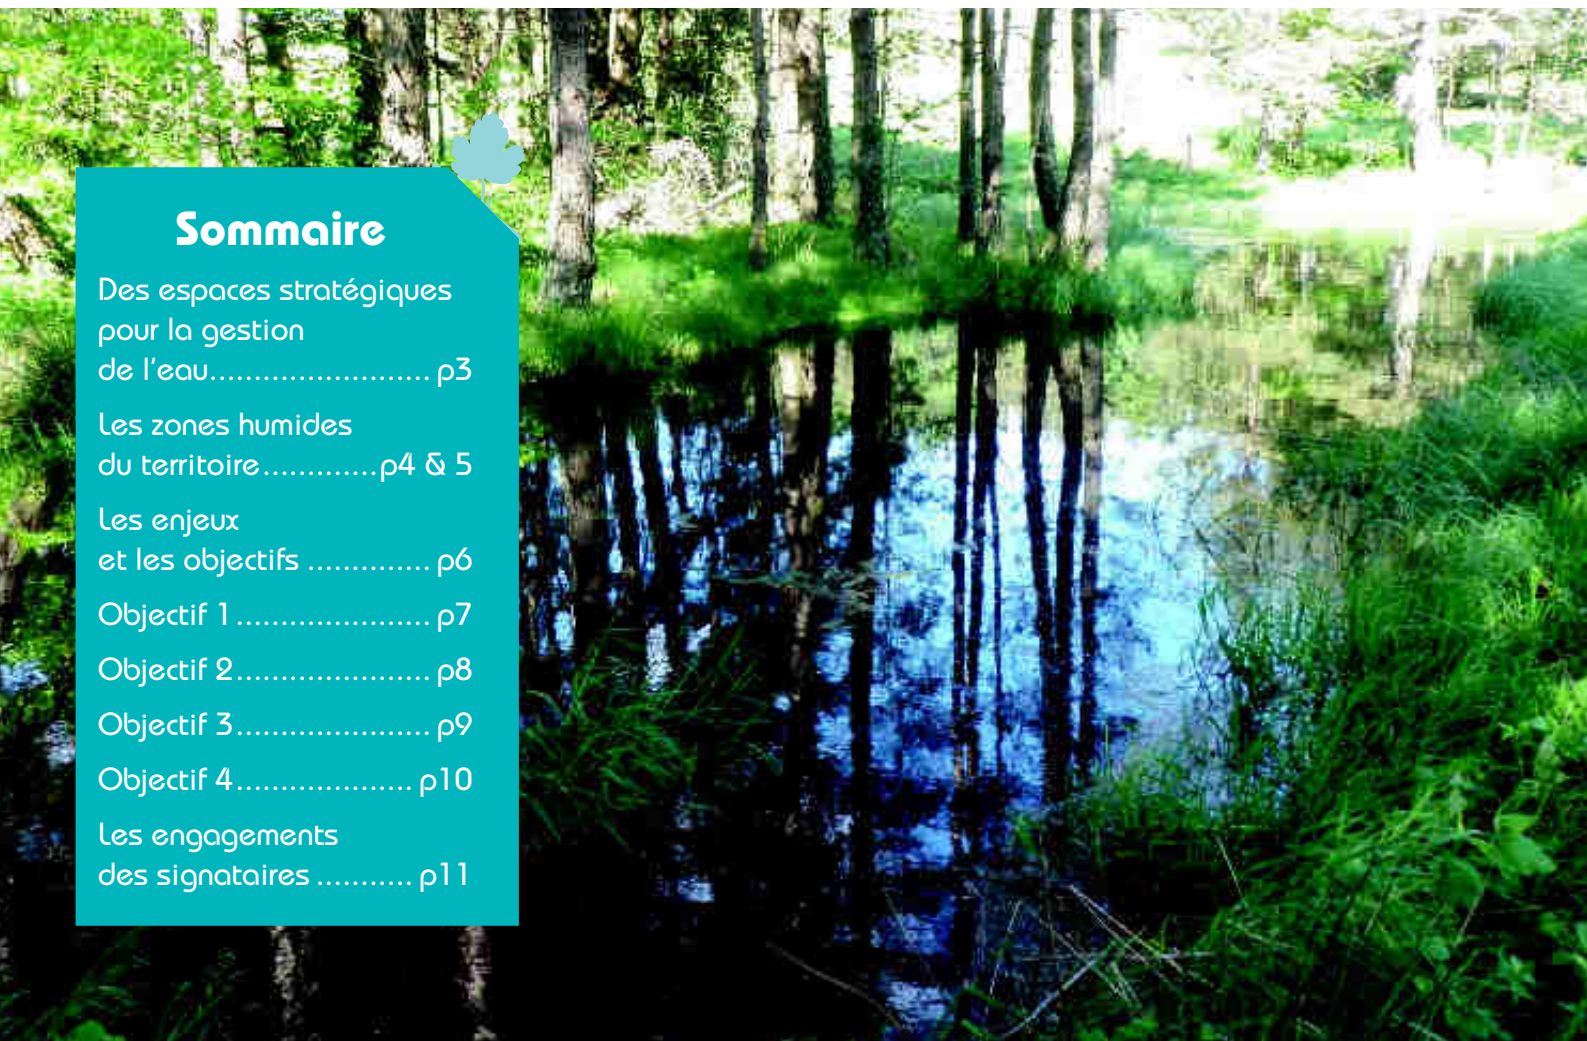 Sommaire
Des espaces stratégiques
pour la gestion
de l'eau......................... p3
Les zones humides
du territoire.............p4 & 5
Les enjeux
et les objectifs .............. p6
Objectif 1...................... p7
Objectif 2...................... p8
Objectif 3...................... p9
Objectif 4.................... p10
Les engagements
des signataires ........... p11